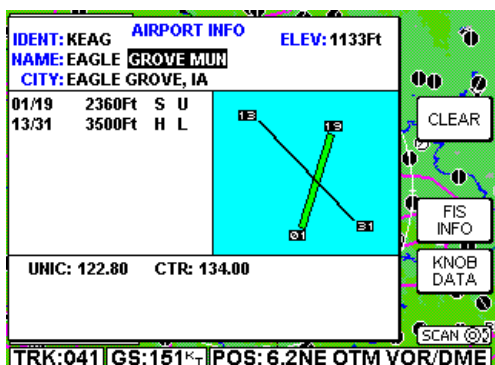 AIRPORT INFO
IDENT: KEAG ELEV: 1133Ft
NAME: EAGLE GROVE MUN
CITY: EAGLE GROVE, IA
01/19 2360Ft S U
13/31 3500Ft H L
13
19
31
01
UNIC: 122.80 CTR: 134.00
CLEAR
FIS
INFO
KNOB
DATA
SCAN
TRK:041 GS:151KT POS: 6.2NE OTM VOR/DME